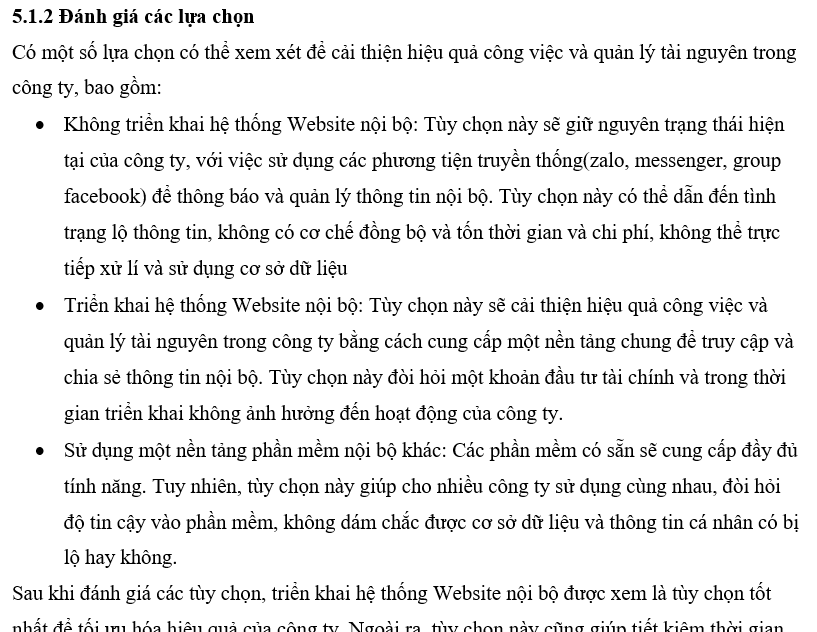 5.1.2 Đánh giá các lựa chọn
Có một số lựa chọn có thể xem xét để cải thiện hiệu quả công việc và quản lý tài nguyên trong
công ty, bao gồm:
• Không triển khai hệ thống Website nội bộ: Tùy chọn này sẽ giữ nguyên trạng thái hiện
tại của công ty, với việc sử dụng các phương tiện truyền thống(zalo, messenger, group
facebook) để thông báo và quản lý thông tin nội bộ. Tùy chọn này có thể dẫn đến tình
trạng lộ thông tin, không có cơ chế đồng bộ và tốn thời gian và chi phí, không thể trực
tiếp xử lí và sử dụng cơ sở dữ liệu
• Triển khai hệ thống Website nội bộ: Tùy chọn này sẽ cải thiện hiệu quả công việc và
quản lý tài nguyên trong công ty bằng cách cung cấp một nền tảng chung để truy cập và
chia sẻ thông tin nội bộ. Tùy chọn này đòi hỏi một khoản đầu tư tài chính và trong thời
gian triển khai không ảnh hưởng đến hoạt động của công ty.
• Sử dụng một nền tảng phần mềm nội bộ khác: Các phần mềm có sẵn sẽ cung cấp đầy đủ
tính năng. Tuy nhiên, tùy chọn này giúp cho nhiều công ty sử dụng cùng nhau, đòi hỏi
độ tin cậy vào phần mềm, không dám chắc được cơ sở dữ liệu và thông tin cá nhân có bị
lộ hay không.
Sau khi đánh giá các tùy chọn, triển khai hệ thống Website nội bộ được xem là tùy chọn tốt
nhất để tối ưu hóa hiệu quả của công ty. Ngoài ra, tùy chọn này cũng giúp tiết kiệm thời gian